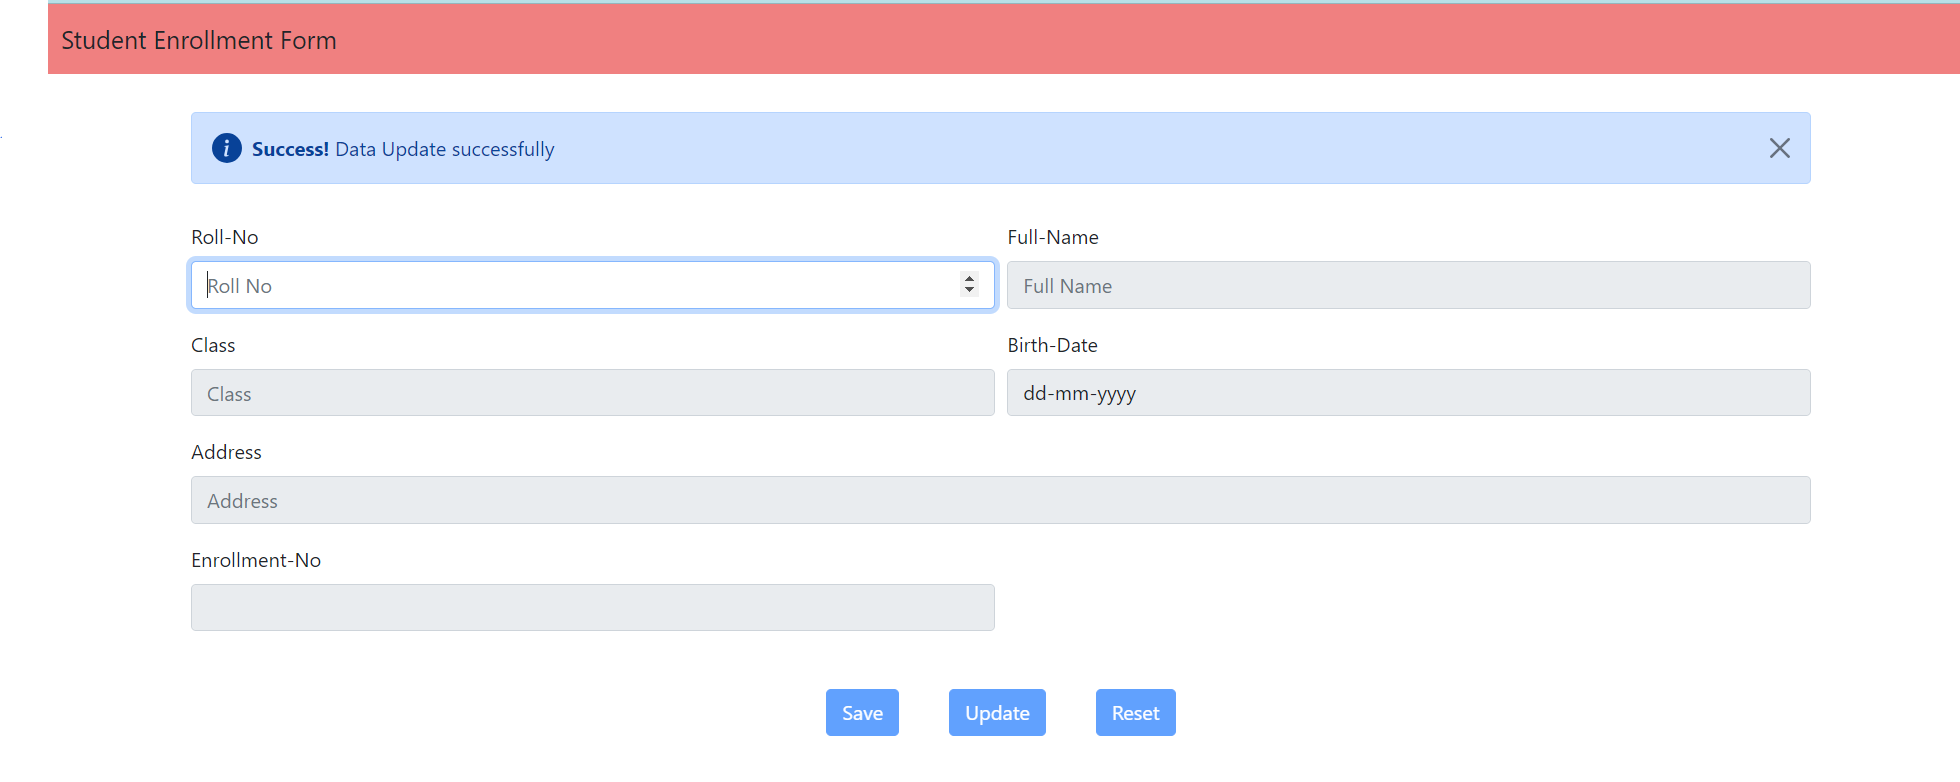 Student Enrollment Form
Success! Data Update successfully
Roll-No
Full-Name
Roll No
Full Name
Class
Birth-Date
Class
dd-mm-yyyy
Address
Address
Enrollment-No
Save
Update
Reset